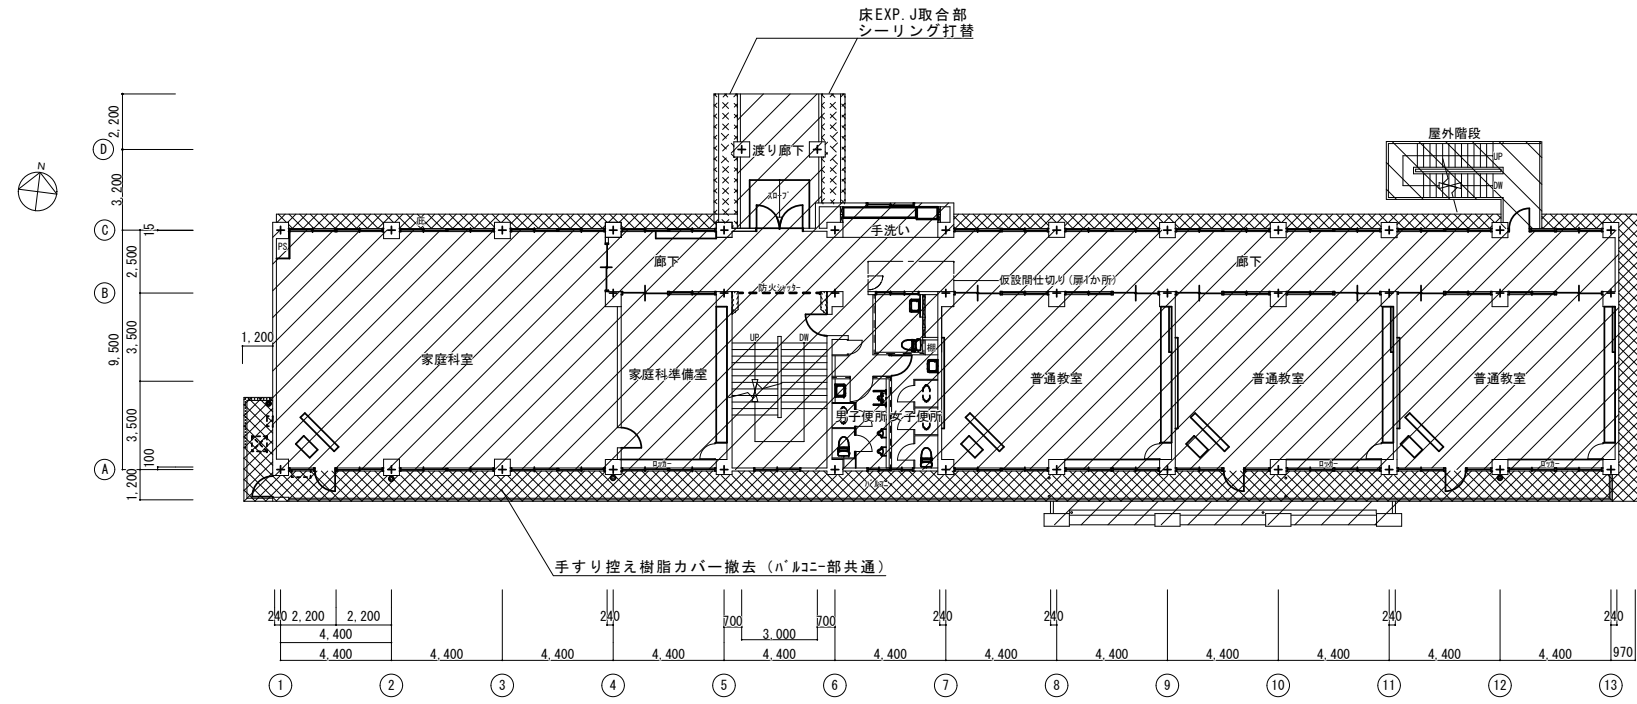 床EXP.J取合部
シーリング打替
2,200
D
渡り廊下
屋外階段
UP
DW
N
3,200
スロープ
庇
C
15
手洗い
PS
2,500
廊下
廊下
防火シャッター
仮設間仕切り(扉1か所)
B
1,200
9,500
3,500
UP
DW
棚
家庭科室
家庭科準備室
普通教室
普通教室
普通教室
3,500
男子便所
女子便所
100
A
ロッカー
ロッカー
ロッカー
1,200
バルコニー
手すり控え樹脂カバー撤去（バルコニー部共通）
240
2,200
2,200
240
700
3,000
700
240
240
240
240
4,400
4,400
4,400
4,400
4,400
4,400
4,400
4,400
4,400
4,400
4,400
4,400
4,400
970
1
2
3
4
5
6
7
8
9
10
11
12
13